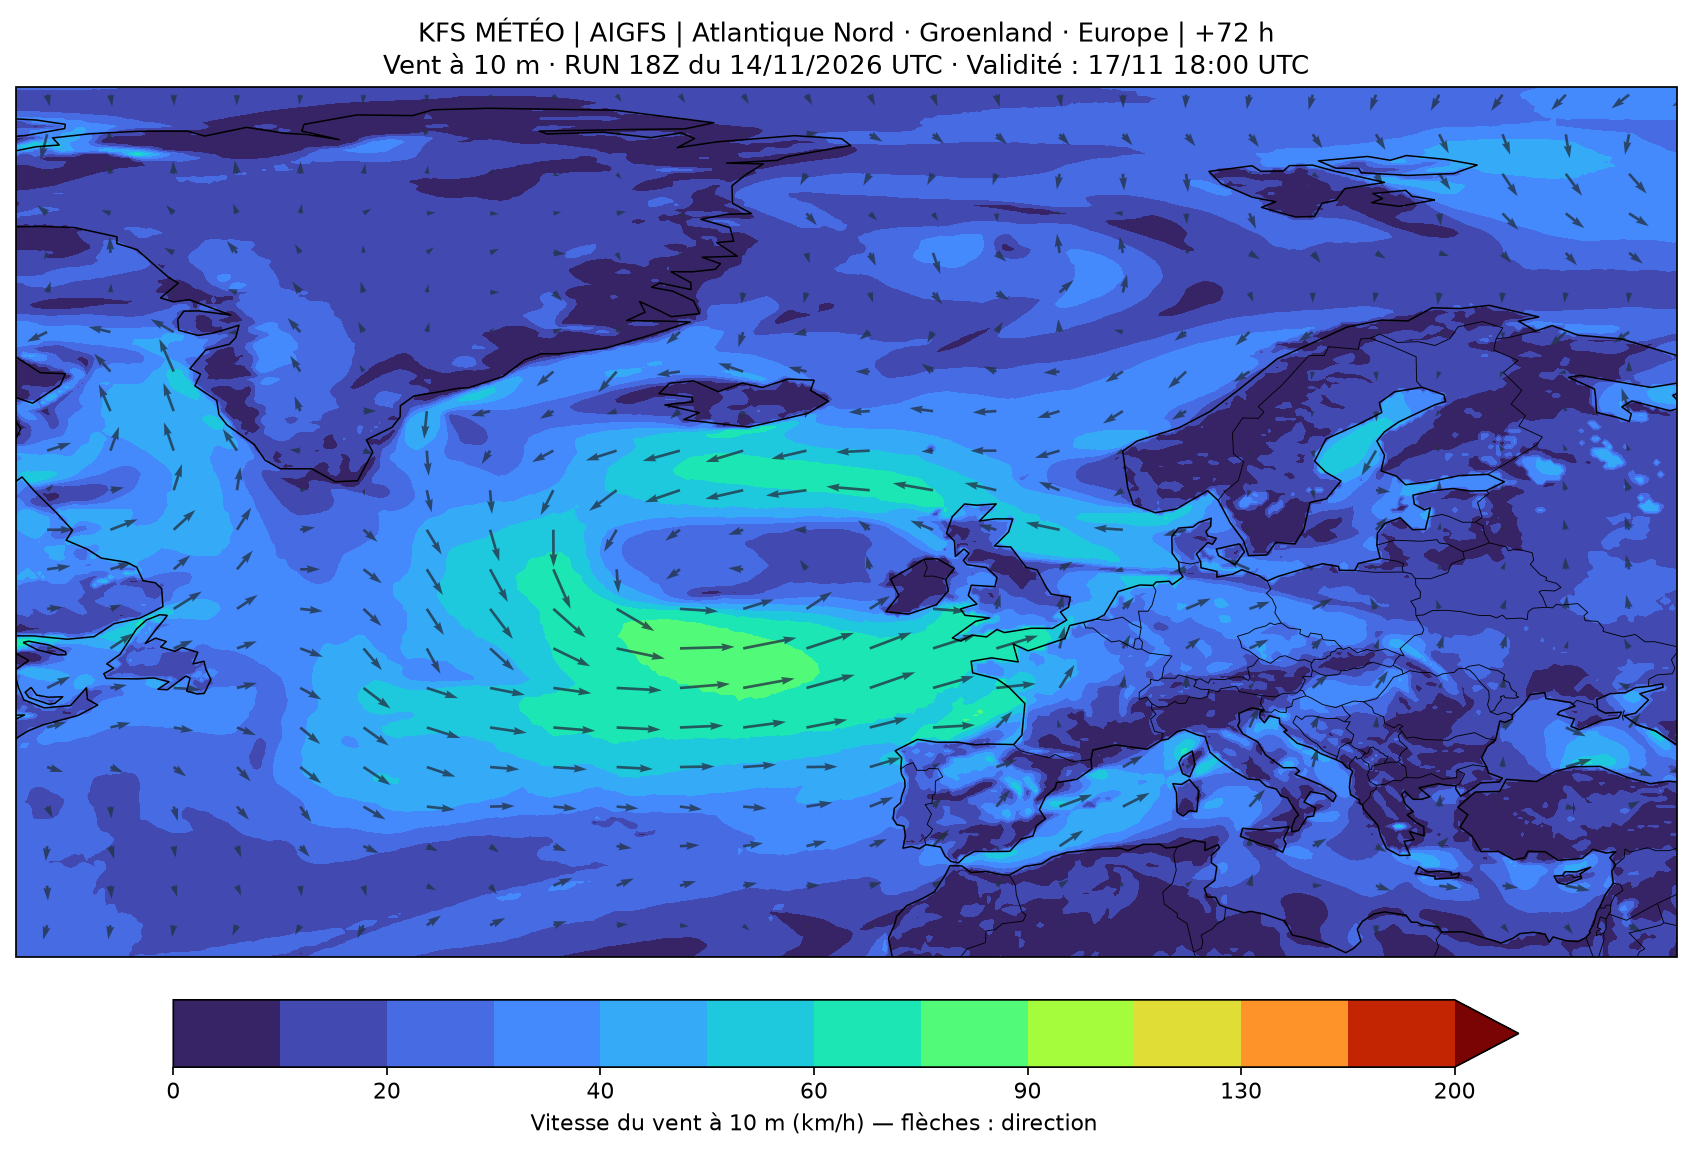 KFS MÉTÉO | AIGFS | Atlantique Nord · Groenland · Europe | +72 h
Vent à 10 m · RUN 18Z du 14/11/2026 UTC · Validité : 17/11 18:00 UTC
0 20 40 60 90 130 200
Vitesse du vent à 10 m (km/h) — flèches : direction